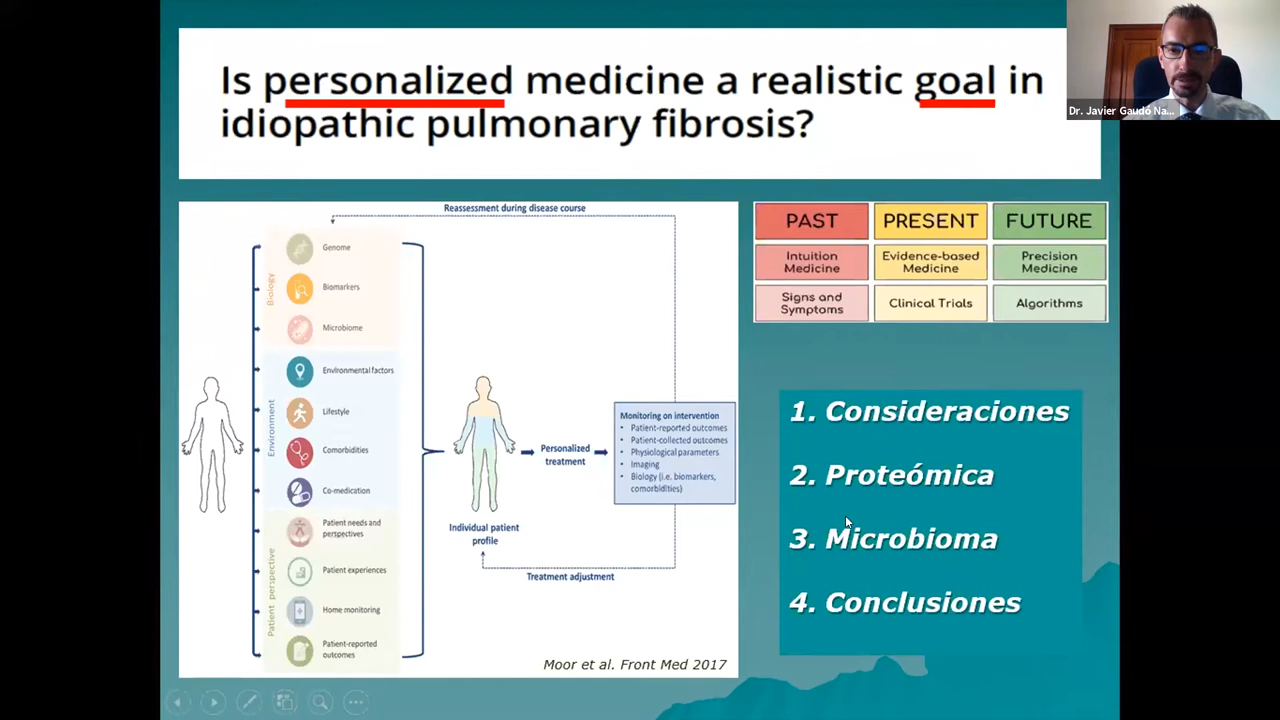 Is personalized medicine a realistic goal in
idiopathic pulmonary fibrosis?
Dr. Javier Gaudó Na...
Reassessment during disease course
Biology
Genome
Biomarkers
Microbiome
Environment
Environmental factors
Lifestyle
Comorbidities
Co-medication
Patient perspective
Patient needs and
perspectives
Patient experiences
Home monitoring
Patient-reported
outcomes
Individual patient
profile
Personalized
treatment
Monitoring on intervention
• Patient-reported outcomes
• Patient-collected outcomes
• Physiological parameters
• Imaging
• Biology (i.e. biomarkers,
comorbidities)
Treatment adjustment
Moor et al. Front Med 2017
PAST PRESENT FUTURE
Intuition
Medicine
Evidence-based
Medicine
Precision
Medicine
Signs and
Symptoms
Clinical Trials
Algorithms
1. Consideraciones
2. Proteómica
3. Microbioma
4. Conclusiones